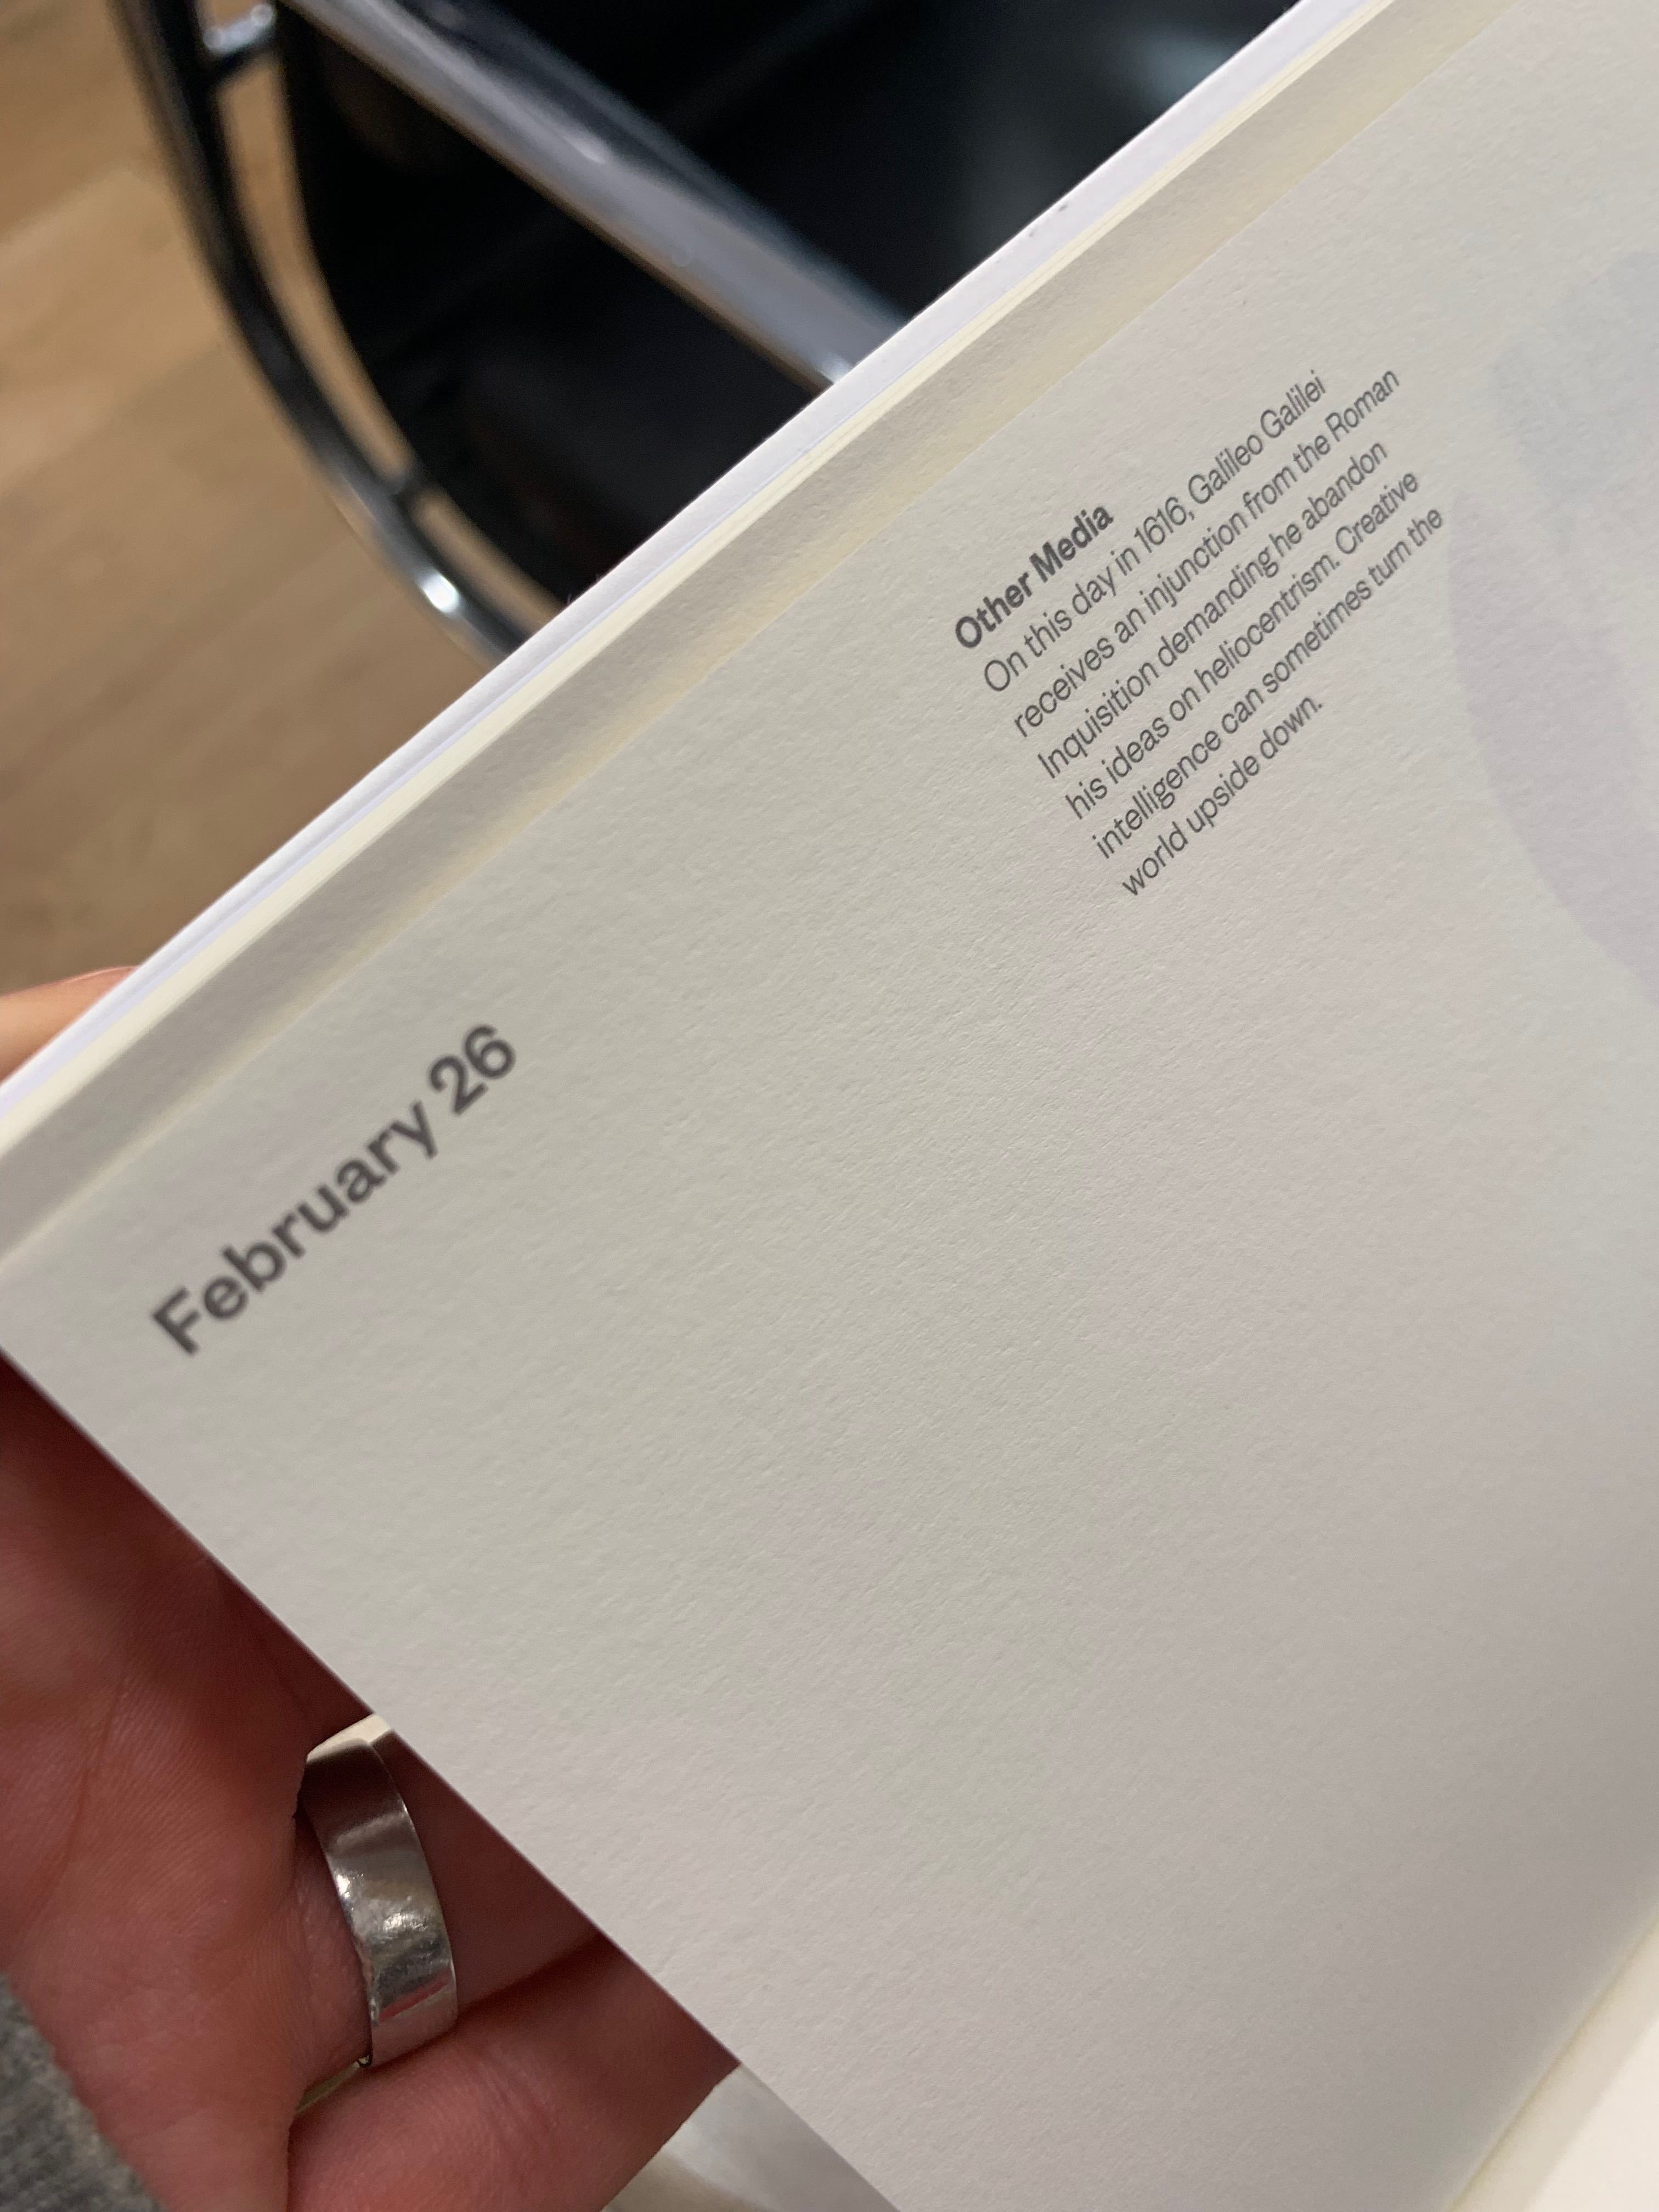 February 26
Other Media
On this day in 1616, Galileo Galilei
receives an injunction from the Roman
Inquisition demanding he abandon
his ideas on heliocentrism. Creative
intelligence can sometimes turn the
world upside down.